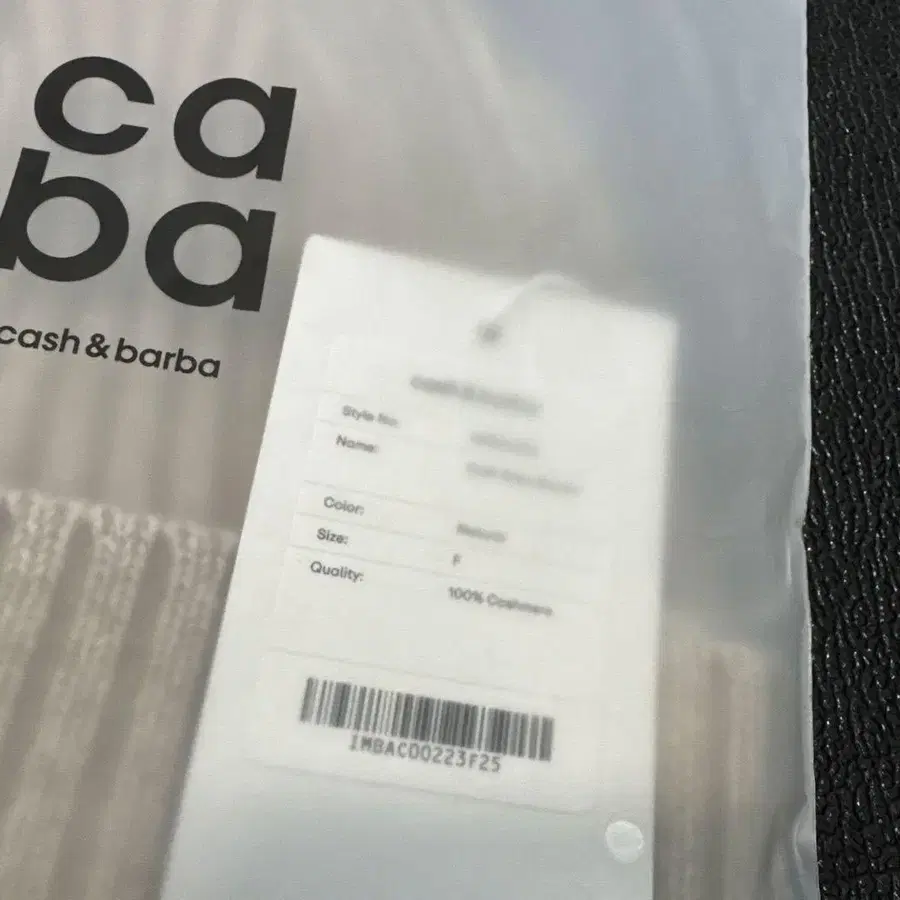 ca
ba
cash & barba
Style No.
Name:
Color:
Size: F
Quality: 100% Cashmere
IMBAC00223F25